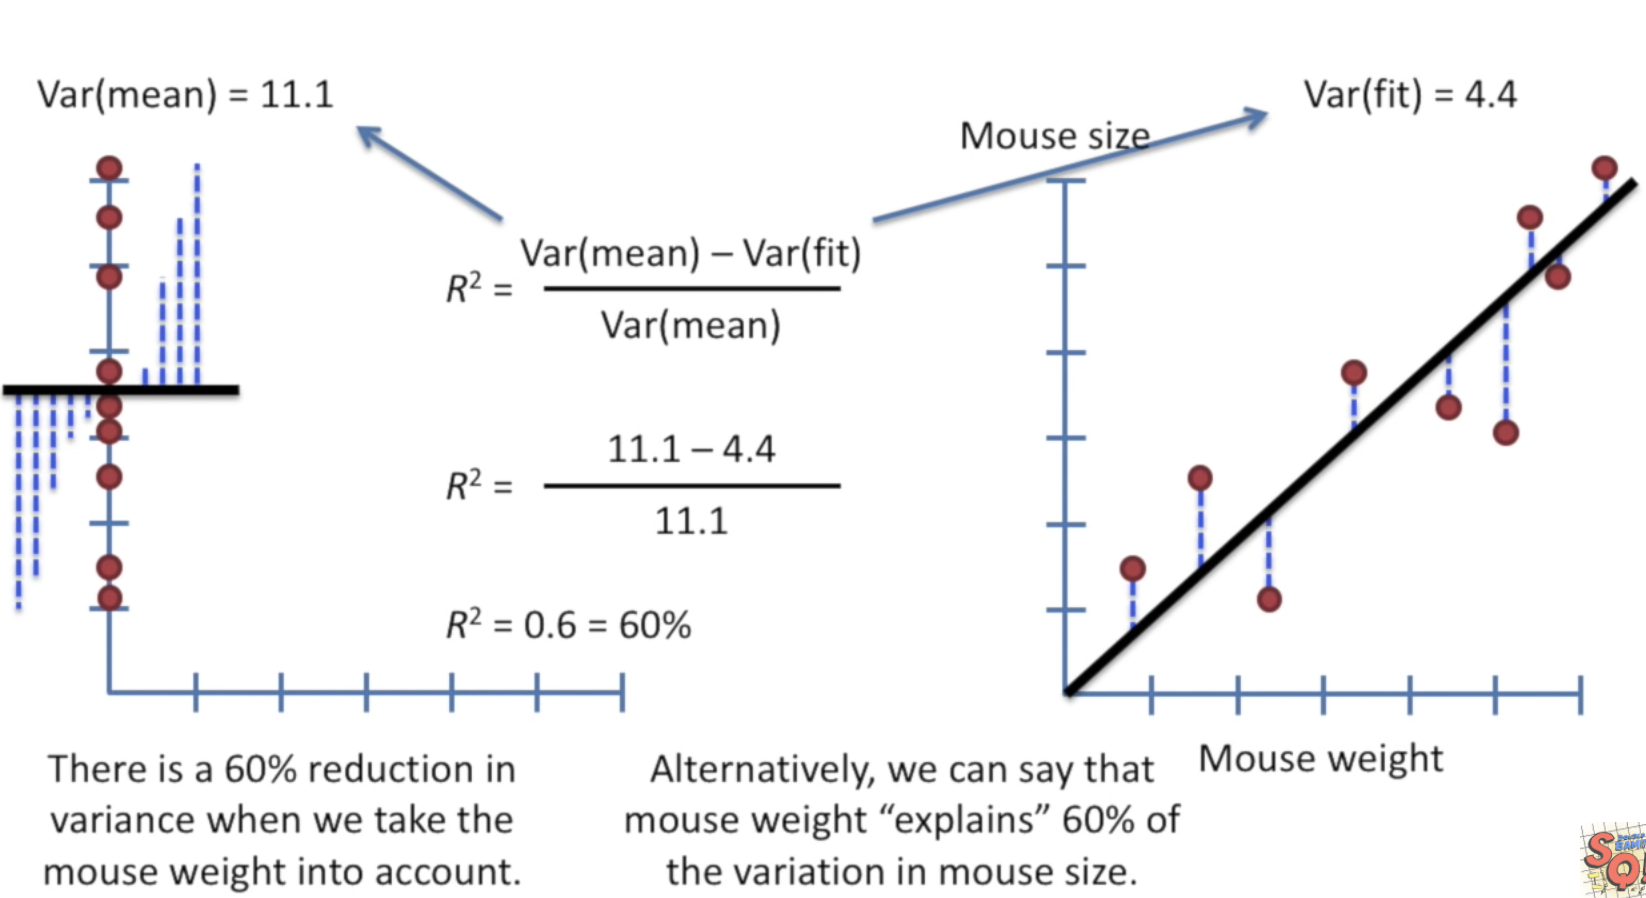 Var(mean) = 11.1
Var(fit) = 4.4
Mouse size
Var(mean) – Var(fit)
R² =
Var(mean)
11.1 – 4.4
R² =
11.1
R² = 0.6 = 60%
Mouse weight
There is a 60% reduction in
variance when we take the
mouse weight into account.
Alternatively, we can say that
mouse weight “explains” 60% of
the variation in mouse size.
SQ!